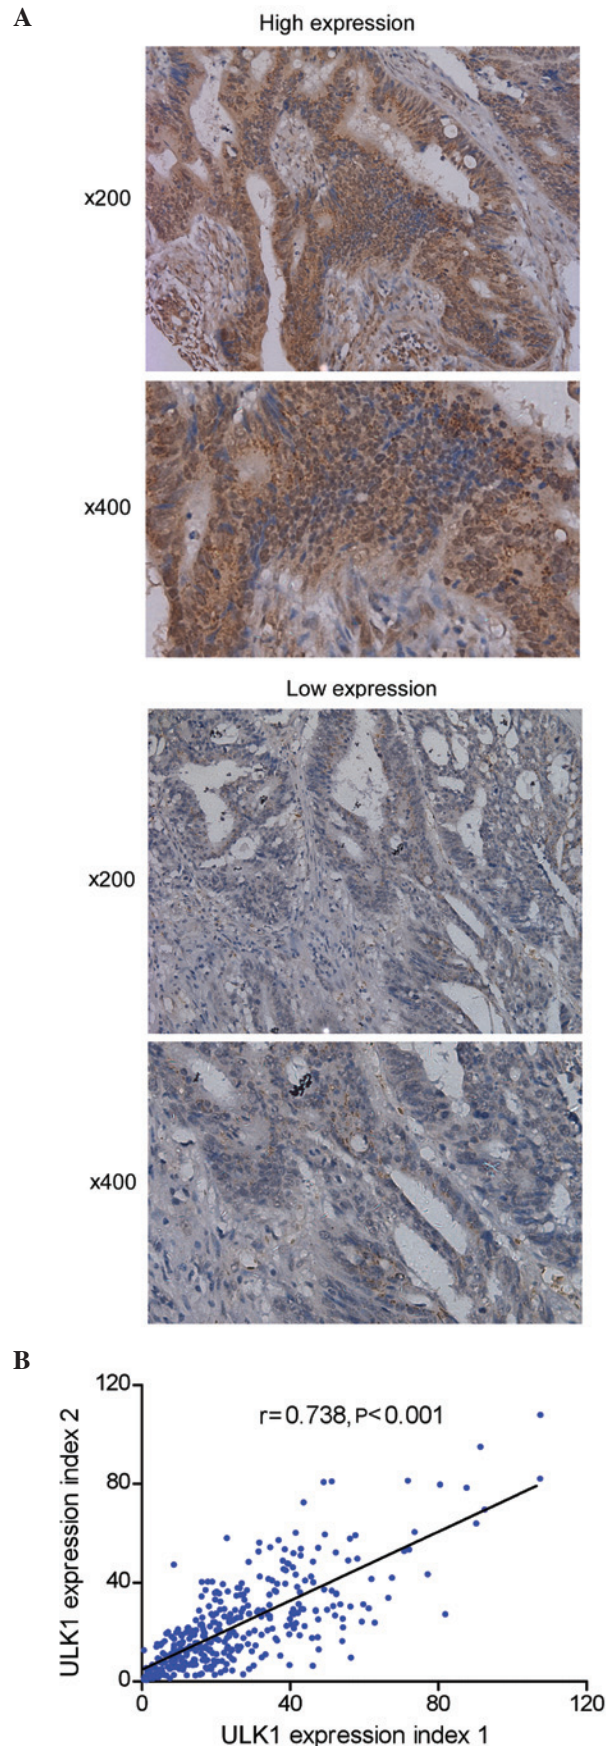 A
High expression
x200
x400
Low expression
x200
x400
B
120
r=0.738, P<0.001
80
ULK1 expression index 2
40
0
0 40 80 120
ULK1 expression index 1